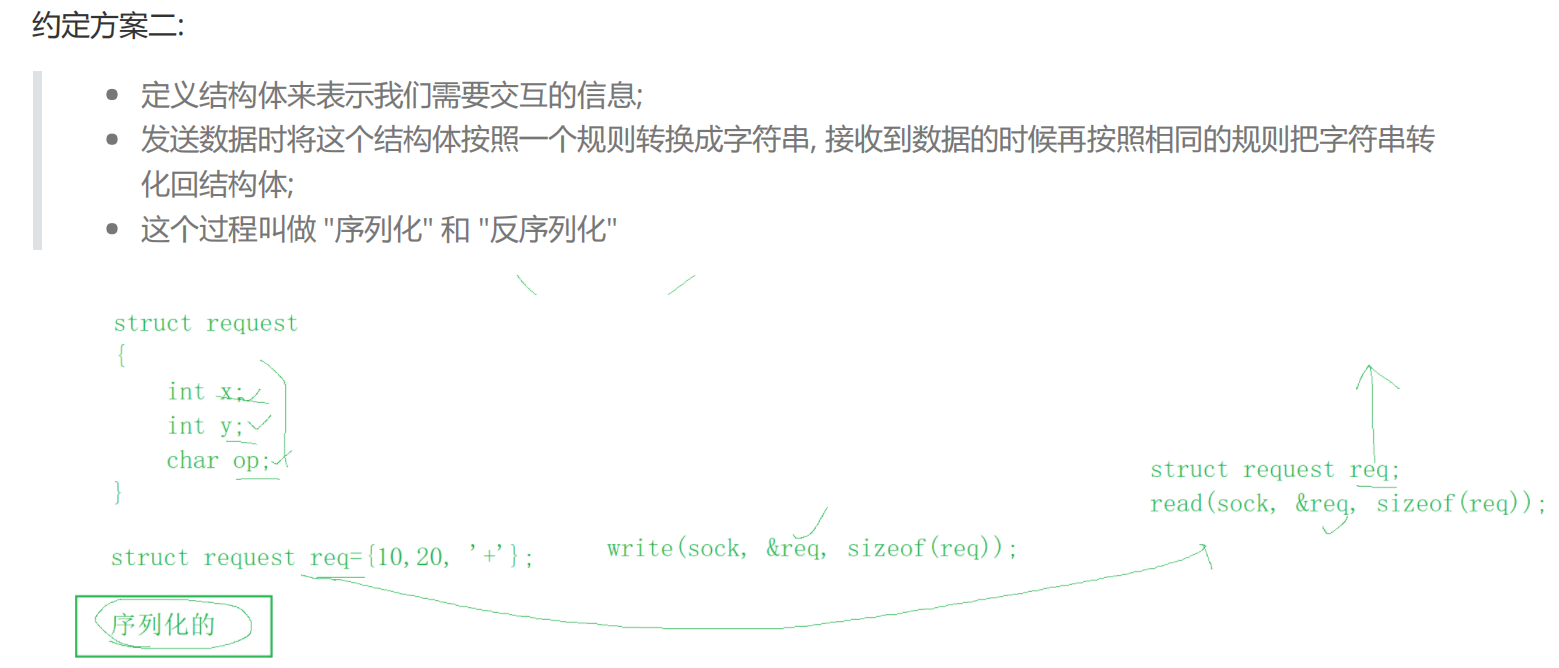 约定方案二:
定义结构体来表示我们需要交互的信息;
发送数据时将这个结构体按照一个规则转换成字符串, 接收到数据的时候再按照相同的规则把字符串转
化回结构体;
这个过程叫做 "序列化" 和 "反序列化"
struct request
{
int x;
int y;
char op;
}
struct request req={10,20, '+'};
write(sock, &req, sizeof(req));
struct request req;
read(sock, &req, sizeof(req));
序列化的